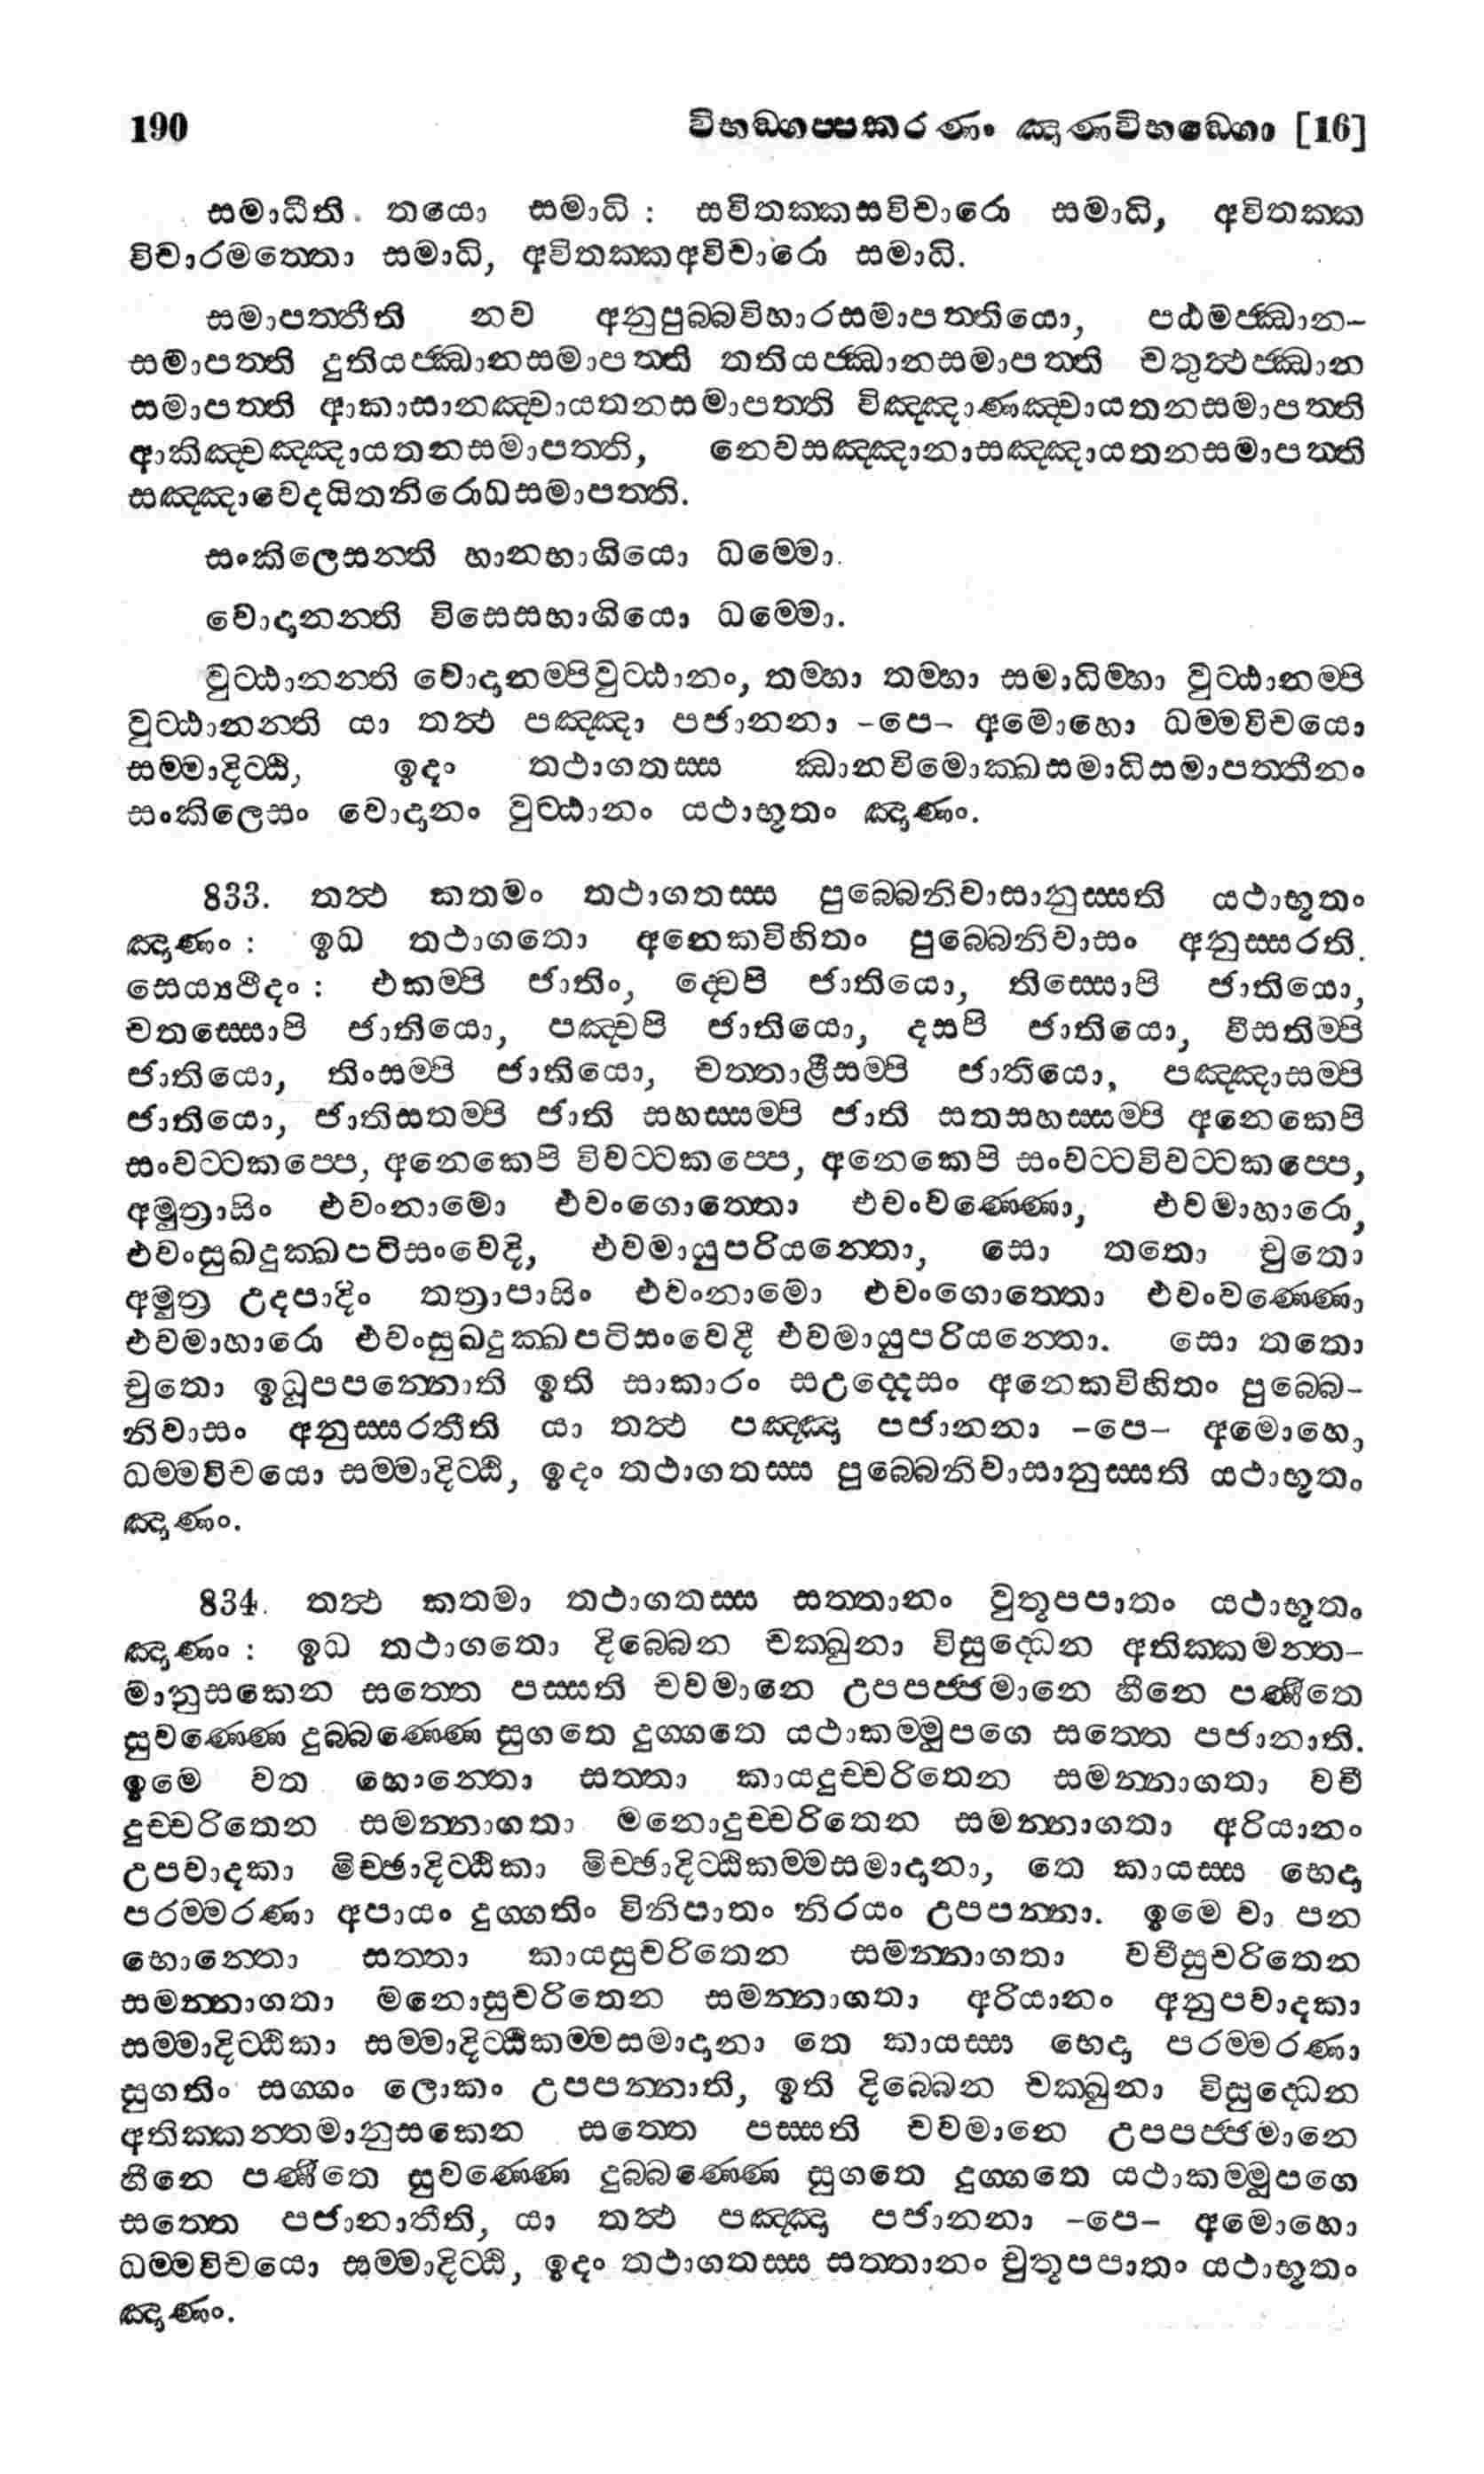 190 විභඞ්ගප්පකරණං ඤාණවිභඞ්ගො [16]
සමාධීති. තයො සමාධි : සවිතක්කසවිචාරො සමාධි, අවිතක්ක
විචාරමත්තො සමාධි, අවිතක්කඅවිචාරො සමාධි.
සමාපත්තීති නව අනුපුබ්බවිහාරසමාපත්තියො, පඨමජ්ඣාන-
සමාපත්ති දුතියජ්ඣානසමාපත්ති තතියජ්ඣානසමාපත්ති චතුත්ථජ්ඣාන
සමාපත්ති ආකාසානඤ්චායතනසමාපත්ති විඤ්ඤාණඤ්චායතනසමාපත්ති
ආකිඤ්චඤ්ඤායතනසමාපත්ති, නෙවසඤ්ඤානාසඤ්ඤායතනසමාපත්ති
සඤ්ඤාවෙදයිතනිරොධසමාපත්ති.
සංකිලෙසන්ති හානභාගියො ධම්මො.
වොදානන්ති විසෙසභාගියො ධම්මො.
වුට්ඨානන්ති වොදානම්පිවුට්ඨානං, තම්හා තම්හා සමාධිම්හා වුට්ඨානම්පි
වුට්ඨානන්ති යා තත්ථ පඤ්ඤා පජානනා -පෙ- අමොහො ධම්මවිචයො
සම්මාදිට්ඨි, ඉදං තථාගතස්ස ඣානවිමොක්ඛසමාධිසමාපත්තීනං
සංකිලෙසං වොදානං වුට්ඨානං යථාභූතං ඤාණං.
833. තත්ථ කතමං තථාගතස්ස පුබ්බෙනිවාසානුස්සති යථාභූතං
ඤාණං : ඉධ තථාගතො අනෙකවිහිතං පුබ්බෙනිවාසං අනුස්සරති.
සෙය්‍යථිදං : එකම්පි ජාතිං, ද්වෙපි ජාතියො, තිස්සොපි ජාතියො,
චතස්සොපි ජාතියො, පඤ්චපි ජාතියො, දසපි ජාතියො, වීසතිම්පි
ජාතියො, තිංසම්පි ජාතියො, චත්තාළීසම්පි ජාතියො, පඤ්ඤාසම්පි
ජාතියො, ජාතිසතම්පි ජාති සහස්සම්පි ජාති සතසහස්සම්පි අනෙකෙපි
සංවට්ටකප්පෙ, අනෙකෙපි විවට්ටකප්පෙ, අනෙකෙපි සංවට්ටවිවට්ටකප්පෙ,
අමුත්‍රාසිං එවංනාමො එවංගොත්තො එවංවණ්ණො, එවමාහාරො,
එවංසුඛදුක්ඛපටිසංවෙදි, එවමායුපරියන්තො, සො තතො චුතො
අමුත්‍ර උදපාදිං තත්‍රාපාසිං එවංනාමො එවංගොත්තො එවංවණ්ණො,
එවමාහාරො එවංසුඛදුක්ඛපටිසංවෙදී එවමායුපරියන්තො. සො තතො
චුතො ඉධූපපන්නොති ඉති සාකාරං සඋද්දෙසං අනෙකවිහිතං පුබ්බෙ-
නිවාසං අනුස්සරතීති යා තත්ථ පඤ්ඤා පජානනා -පෙ- අමොහො,
ධම්මවිචයො සම්මාදිට්ඨි, ඉදං තථාගතස්ස පුබ්බෙනිවාසානුස්සති යථාභූතං
ඤාණං.
834. තත්ථ කතමා තථාගතස්ස සත්තානං චුතූපපාතං යථාභූතං
ඤාණං : ඉධ තථාගතො දිබ්බෙන චක්ඛුනා විසුද්ධෙන අතික්කමන්ත-
මානුසකෙන සත්තෙ පස්සති චවමානෙ උපපජ්ජමානෙ හීනෙ පණීතෙ
සුවණ්ණෙ දුබ්බණ්ණෙ සුගතෙ දුග්ගතෙ යථාකම්මුපගෙ සත්තෙ පජානාති.
ඉමෙ වත භොන්තො සත්තා කායදුච්චරිතෙන සමන්නාගතා වචී
දුච්චරිතෙන සමන්නාගතා මනොදුච්චරිතෙන සමන්නාගතා අරියානං
උපවාදකා මිච්ඡාදිට්ඨිකා මිච්ඡාදිට්ඨිකම්මසමාදානා, තෙ කායස්ස භෙදා
පරම්මරණා අපායං දුග්ගතිං විනිපාතං නිරයං උපපන්නා. ඉමෙ වා පන
භොන්තො සත්තා කායසුචරිතෙන සමන්නාගතා වචීසුචරිතෙන
සමන්නාගතා මනොසුචරිතෙන සමන්නාගතා අරියානං අනුපවාදකා
සම්මාදිට්ඨිකා සම්මාදිට්ඨිකම්මසමාදානා තෙ කායස්ස භෙදා පරම්මරණා
සුගතිං සග්ගං ලොකං උපපන්නාති, ඉති දිබ්බෙන චක්ඛුනා විසුද්ධෙන
අතික්කන්තමානුසකෙන සත්තෙ පස්සති චවමානෙ උපපජ්ජමානෙ
හීනෙ පණීතෙ සුවණ්ණෙ දුබ්බණ්ණෙ සුගතෙ දුග්ගතෙ යථාකම්මූපගෙ
සත්තෙ පජානාතීති, යා තත්ථ පඤ්ඤා පජානනා -පෙ- අමොහො
ධම්මවිචයො සම්මාදිට්ඨි, ඉදං තථාගතස්ස සත්තානං චුතූපපාතං යථාභූතං
ඤාණං.